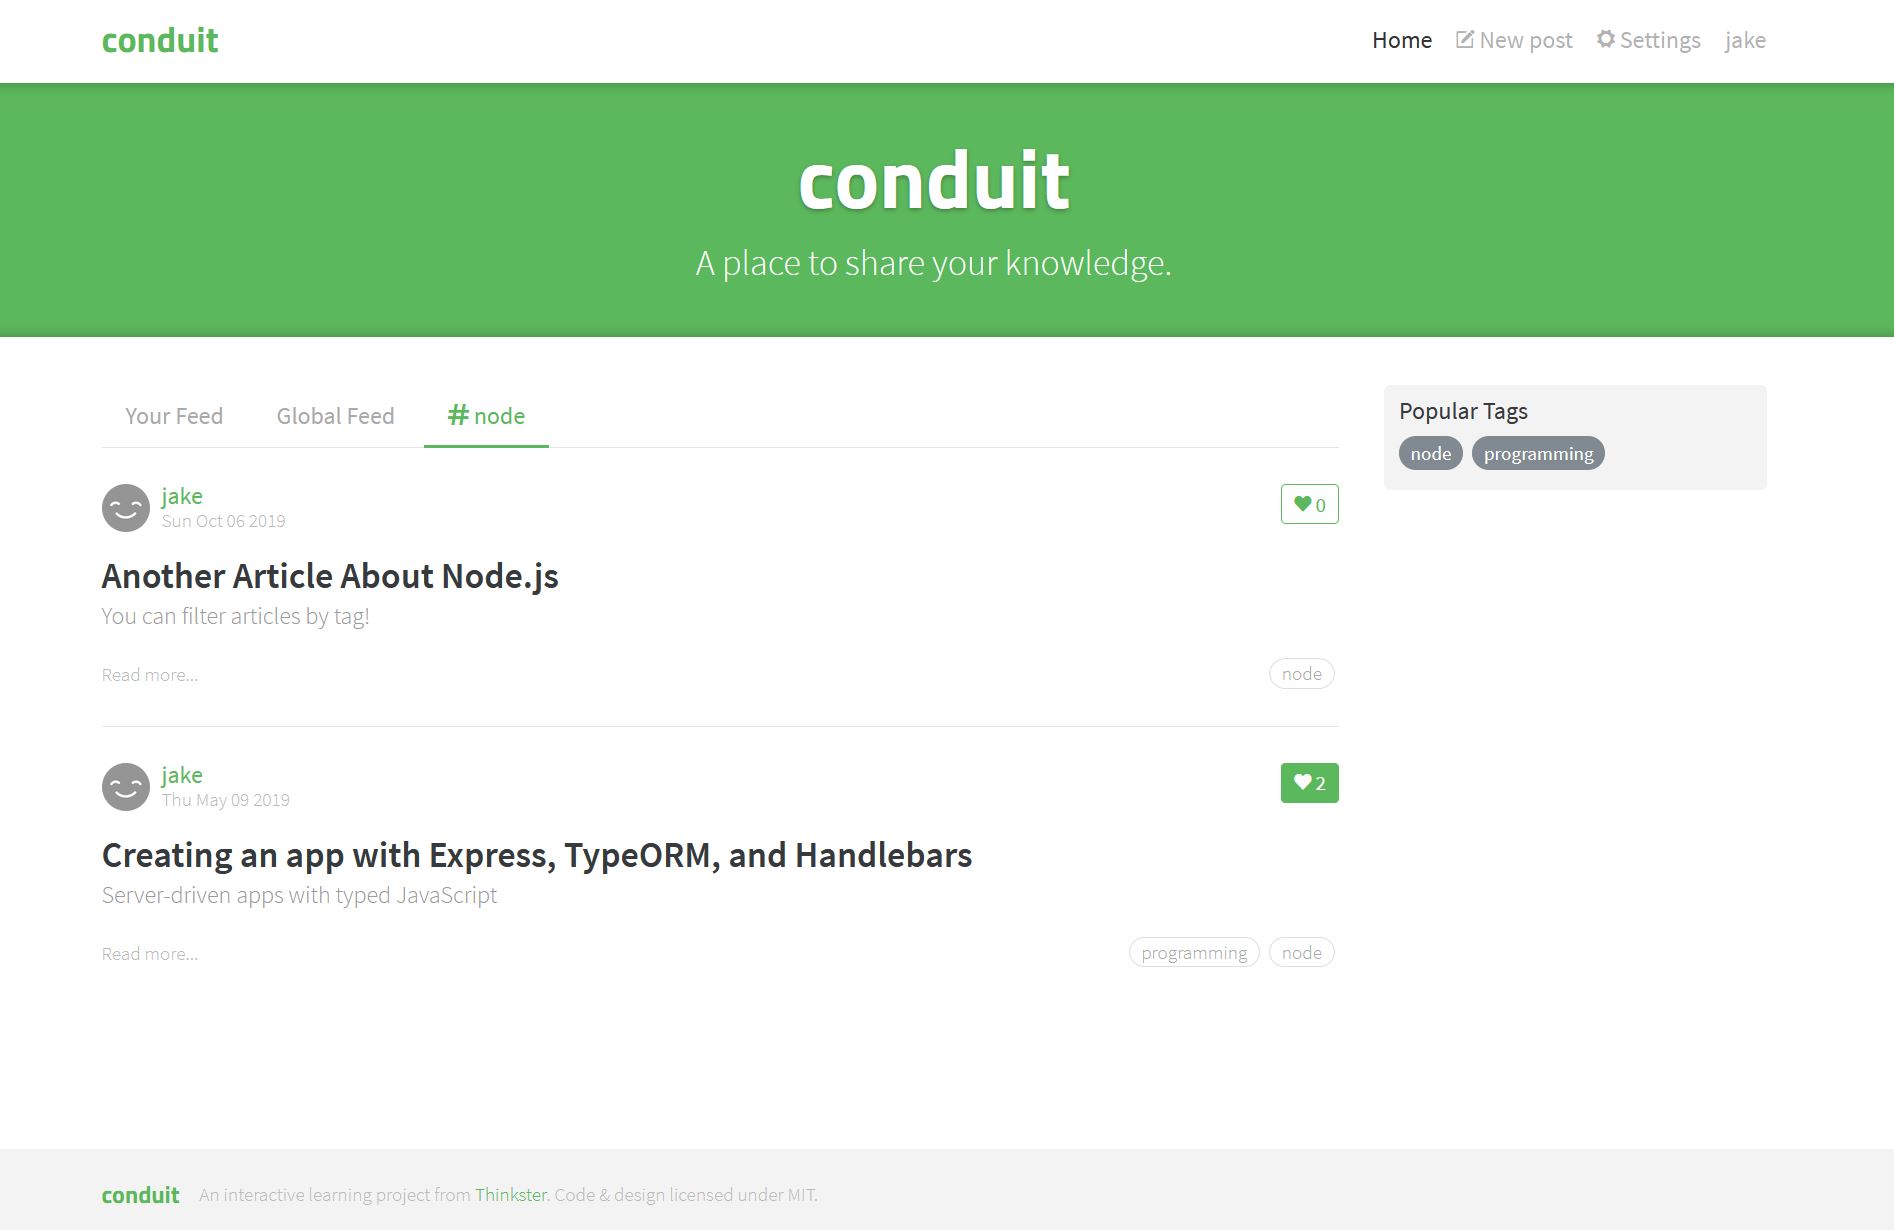 conduit
Home New post Settings jake
conduit
A place to share your knowledge.
Your Feed Global Feed # node
Popular Tags
node programming
jake
Sun Oct 06 2019
0
Another Article About Node.js
You can filter articles by tag!
Read more...
node
jake
Thu May 09 2019
2
Creating an app with Express, TypeORM, and Handlebars
Server-driven apps with typed JavaScript
Read more...
programming node
conduit An interactive learning project from Thinkster. Code & design licensed under MIT.